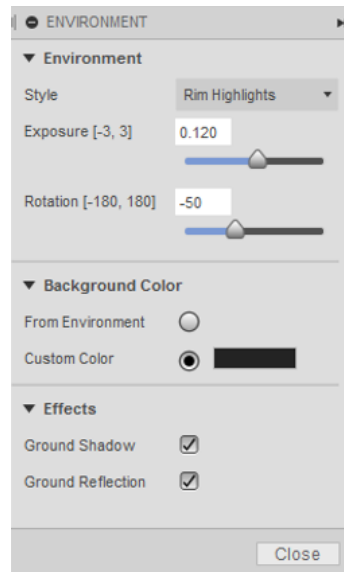 ENVIRONMENT
Environment
Style Rim Highlights
Exposure [-3, 3] 0.120
Rotation [-180, 180] -50
Background Color
From Environment
Custom Color
Effects
Ground Shadow
Ground Reflection
Close